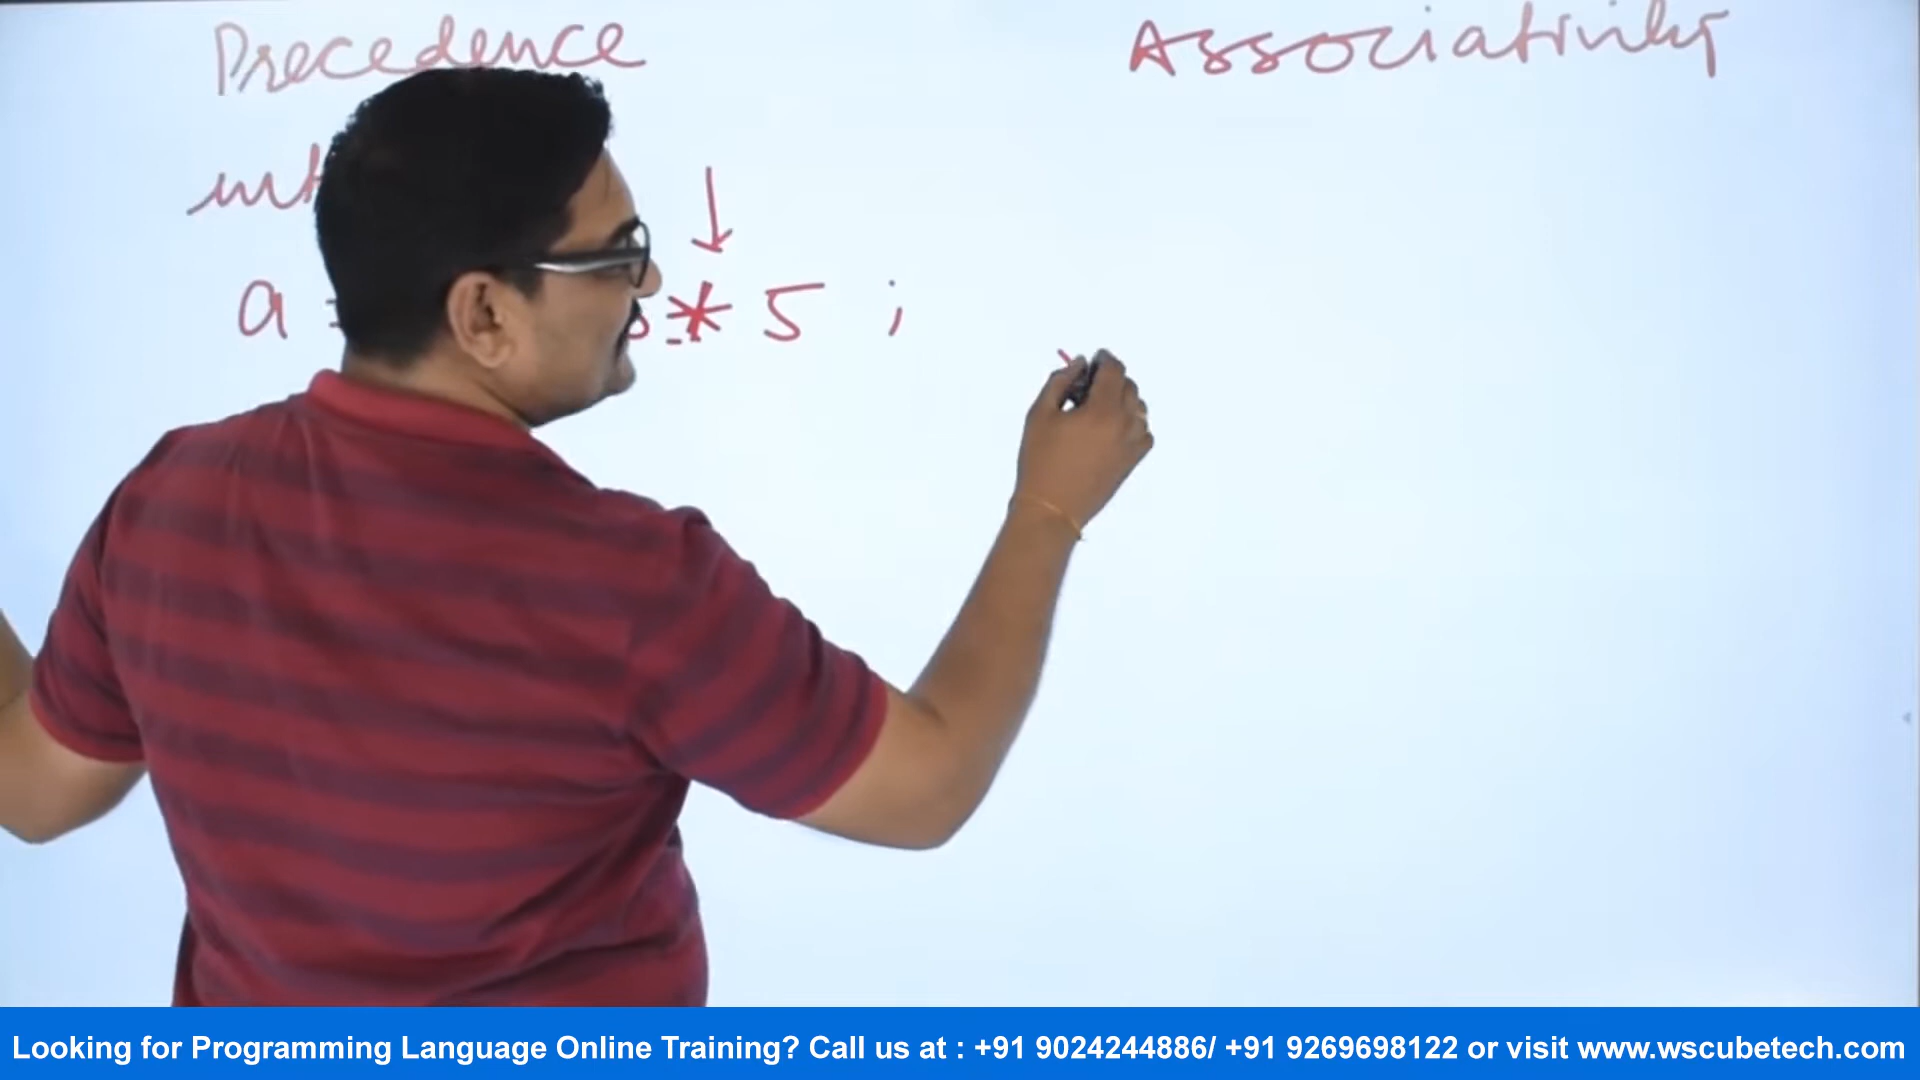 Precedence Associativity
int
a = * 5 ;
Looking for Programming Language Online Training? Call us at : +91 9024244886/ +91 9269698122 or visit www.wscubetech.com